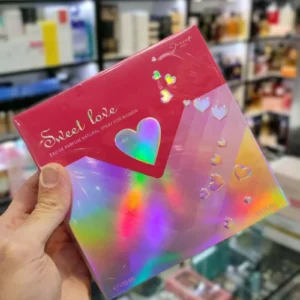 Sweet love
EAU DE PARFUM NATURAL SPRAY FOR WOMEN